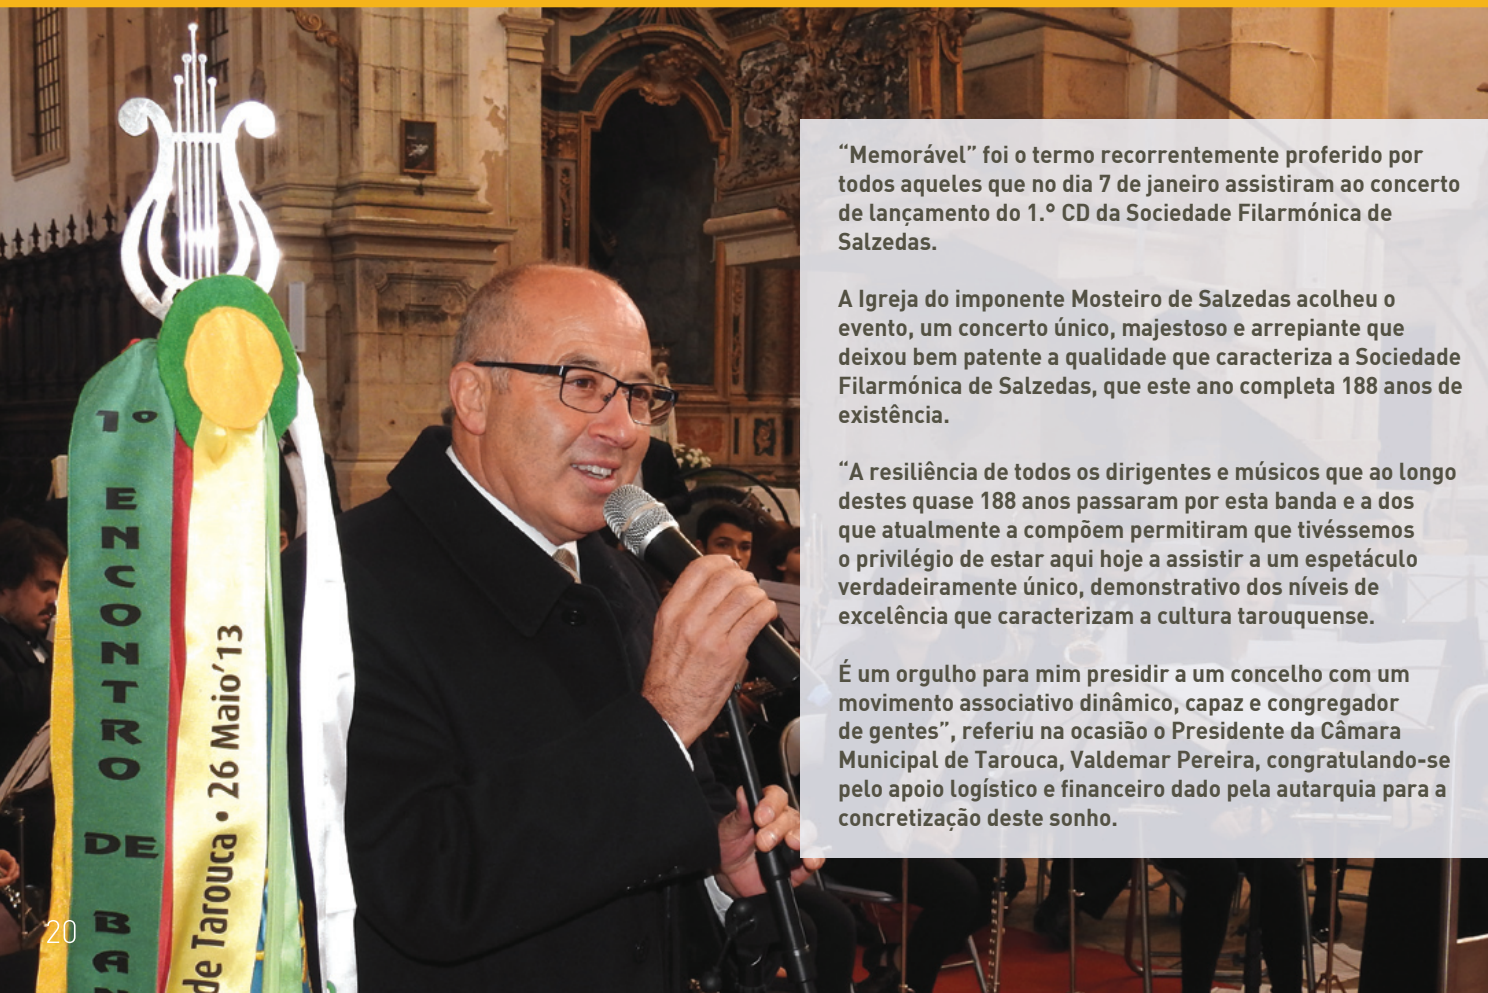 “Memorável” foi o termo recorrentemente proferido por
todos aqueles que no dia 7 de janeiro assistiram ao concerto
de lançamento do 1.° CD da Sociedade Filarmónica de
Salzedas.
A Igreja do imponente Mosteiro de Salzedas acolheu o
evento, um concerto único, majestoso e arrepiante que
deixou bem patente a qualidade que caracteriza a Sociedade
Filarmónica de Salzedas, que este ano completa 188 anos de
existência.
“A resiliência de todos os dirigentes e músicos que ao longo
destes quase 188 anos passaram por esta banda e a dos
que atualmente a compõem permitiram que tivéssemos
o privilégio de estar aqui hoje a assistir a um espetáculo
verdadeiramente único, demonstrativo dos níveis de
excelência que caracterizam a cultura tarouquense.
É um orgulho para mim presidir a um concelho com um
movimento associativo dinâmico, capaz e congregador
de gentes”, referiu na ocasião o Presidente da Câmara
Municipal de Tarouca, Valdemar Pereira, congratulando-se
pelo apoio logístico e financeiro dado pela autarquia para a
concretização deste sonho.
1º ENCONTRO DE BAN
de Tarouca • 26 Maio’13
20